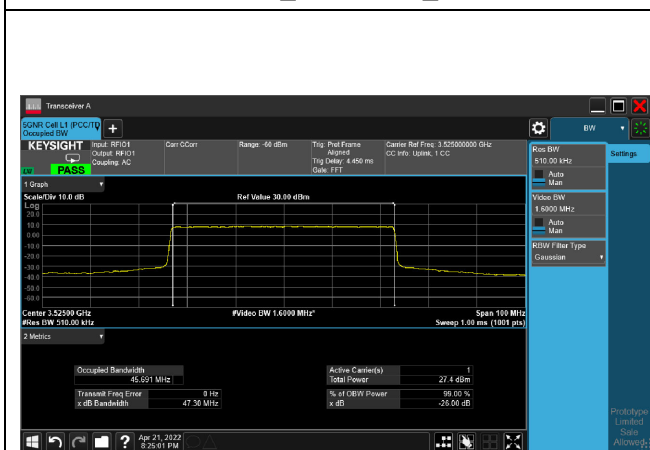 Transceiver A
5GNR Cell L1 (PCC/TD
Occupied BW
KEYSIGHT
PASS
Input: RFIO1
Output: RFIO1
Coupling: AC
Corr CCorr
Range: -60 dBm
Trig: Pret Frame
Aligned
Trig Delay: 4.450 ms
Gate: FFT
Carrier Ref Freq: 3.525000000 GHz
CC Info: Uplink, 1 CC
BW
Res BW
510.00 kHz
Auto
Man
Video BW
1.6000 MHz
Auto
Man
RBW Filter Type
Gaussian
Settings
1 Graph
Scale/Div 10.0 dB
Ref Value 30.00 dBm
Log
20.0
10.0
0.00
-10.0
-20.0
-30.0
-40.0
-50.0
-60.0
Center 3.52500 GHz
#Video BW 1.6000 MHz*
Span 100 MHz
#Res BW 510.00 kHz
Sweep 1.00 ms (1001 pts)
2 Metrics
Occupied Bandwidth
45.691 MHz
Active Carrier(s) 1
Total Power 27.4 dBm
Transmit Freq Error 0 Hz
x dB Bandwidth 47.30 MHz
% of OBW Power 99.00 %
x dB -26.00 dB
Apr 21, 2022
8:25:01 PM
Prototype
Limited
Sale
Allowed